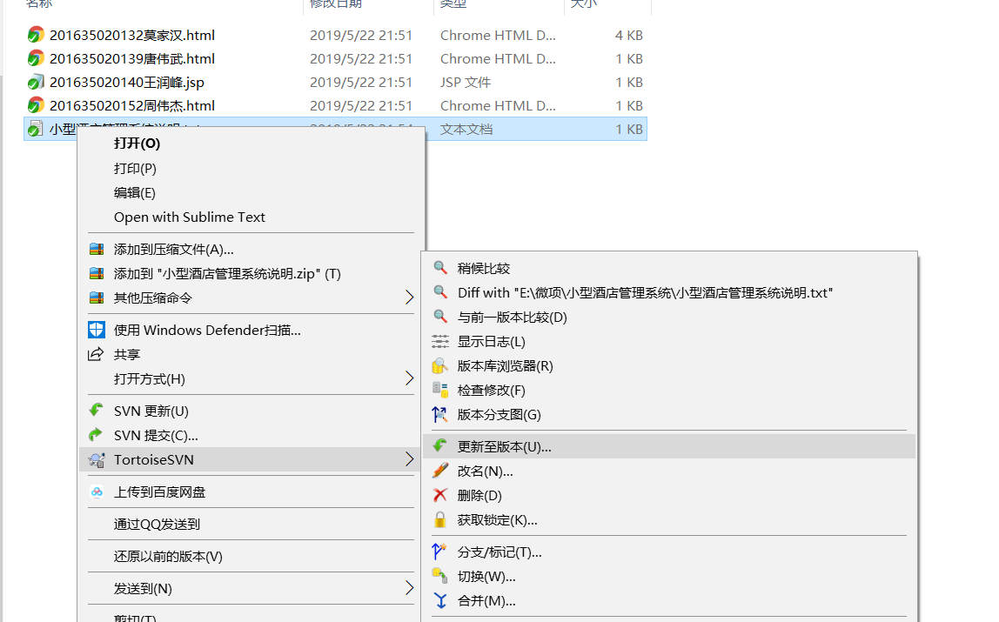 名称 修改日期 类型 大小
201635020132莫家汉.html 2019/5/22 21:51 Chrome HTML D... 4 KB
201635020139唐伟武.html 2019/5/22 21:51 Chrome HTML D... 1 KB
201635020140王润峰.jsp 2019/5/22 21:51 JSP 文件 1 KB
201635020152周伟杰.html 2019/5/22 21:51 Chrome HTML D... 1 KB
小型酒店管理系统说明.txt 2019/5/22 21:54 文本文档 1 KB
打开(O)
打印(P)
编辑(E)
Open with Sublime Text
添加到压缩文件(A)...
添加到 "小型酒店管理系统说明.zip" (T)
其他压缩命令
使用 Windows Defender扫描...
共享
打开方式(H)
SVN 更新(U)
SVN 提交(C)...
TortoiseSVN
上传到百度网盘
通过QQ发送到
还原以前的版本(V)
发送到(N)
剪切(T)
稍候比较
Diff with "E:\微项\小型酒店管理系统\小型酒店管理系统说明.txt"
与前一版本比较(D)
显示日志(L)
版本库浏览器(R)
检查修改(F)
版本分支图(G)
更新至版本(U)...
改名(N)...
删除(D)
获取锁定(K)...
分支/标记(T)...
切换(W)...
合并(M)...